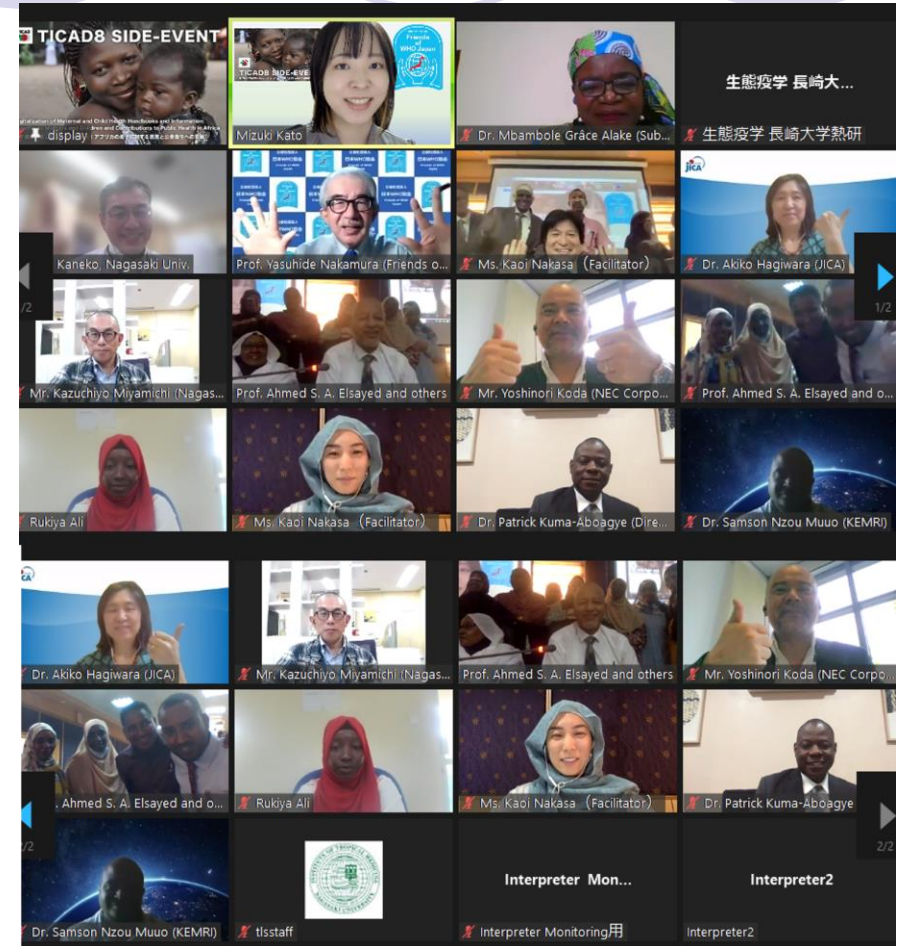 TICAD8 SIDE-EVENT
display
Mizuki Kato
Friends of WHO Japan
Dr. Mbambole Grâce Alake (Sub...
生態疫学 長崎大...
生態疫学 長崎大学熱研
Kaneko, Nagasaki Univ.
Prof. Yasuhide Nakamura (Friends o...
Ms. Kaoi Nakasa （Facilitator）
JICA
Dr. Akiko Hagiwara (JICA)
1/2
Mr. Kazuchiyo Miyamichi (Nagas...
Prof. Ahmed S. A. Elsayed and others
Mr. Yoshinori Koda (NEC Corpo...
Prof. Ahmed S. A. Elsayed and o...
Rukiya Ali
Ms. Kaoi Nakasa （Facilitator）
Dr. Patrick Kuma-Aboagye (Dire...
Dr. Samson Nzou Muuo (KEMRI)
Dr. Akiko Hagiwara (JICA)
Mr. Kazuchiyo Miyamichi (Nagas...
Prof. Ahmed S. A. Elsayed and others
Mr. Yoshinori Koda (NEC Corpo...
. Ahmed S. A. Elsayed and o...
Rukiya Ali
Ms. Kaoi Nakasa （Facilitator）
Dr. Patrick Kuma-Aboagye
2/2
2/2
Dr. Samson Nzou Muuo (KEMRI)
tlsstaff
Interpreter Mon...
Interpreter Monitoring用
Interpreter2
Interpreter2